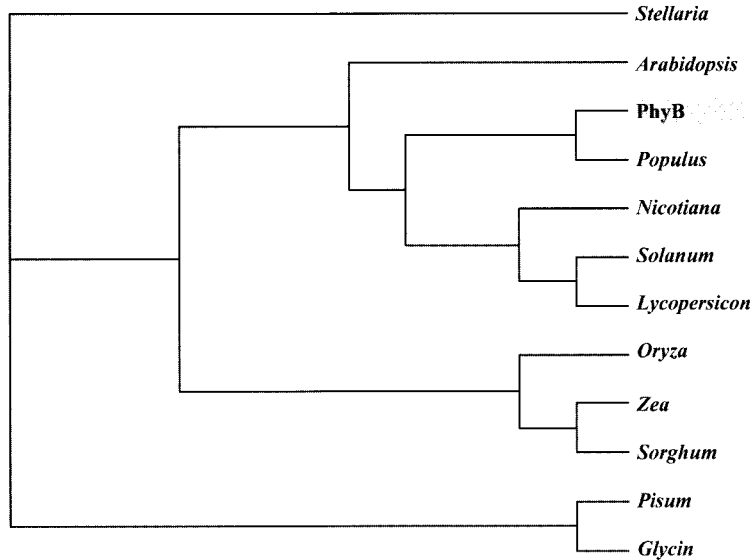 Stellaria
Arabidopsis
PhyB
Populus
Nicotiana
Solanum
Lycopersicon
Oryza
Zea
Sorghum
Pisum
Glycin